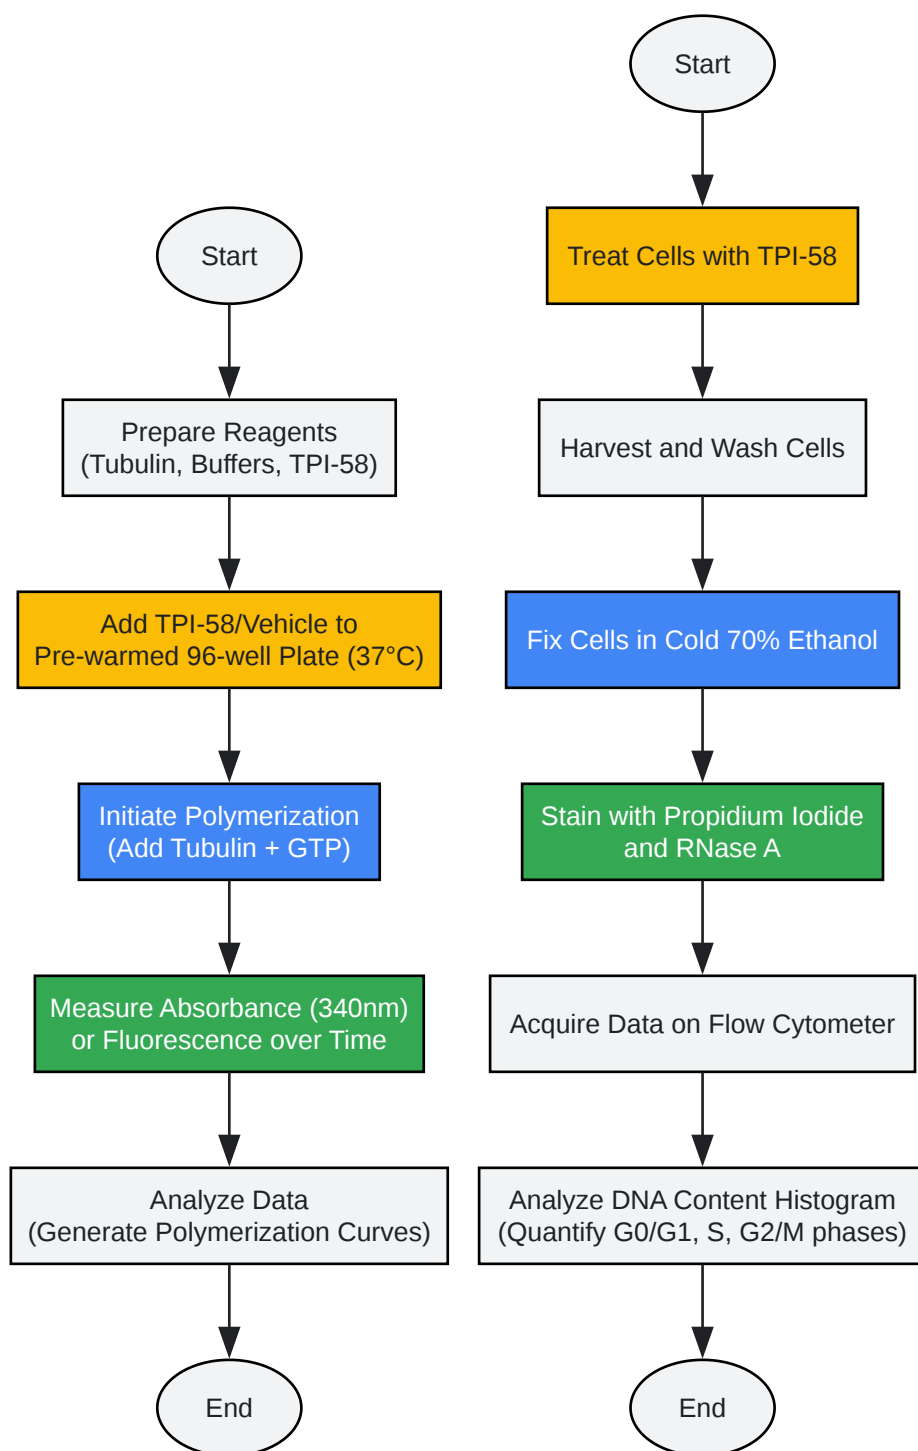 Start
Prepare Reagents
(Tubulin, Buffers, TPI-58)
Add TPI-58/Vehicle to
Pre-warmed 96-well Plate (37°C)
Initiate Polymerization
(Add Tubulin + GTP)
Measure Absorbance (340nm)
or Fluorescence over Time
Analyze Data
(Generate Polymerization Curves)
End
Start
Treat Cells with TPI-58
Harvest and Wash Cells
Fix Cells in Cold 70% Ethanol
Stain with Propidium Iodide
and RNase A
Acquire Data on Flow Cytometer
Analyze DNA Content Histogram
(Quantify G0/G1, S, G2/M phases)
End